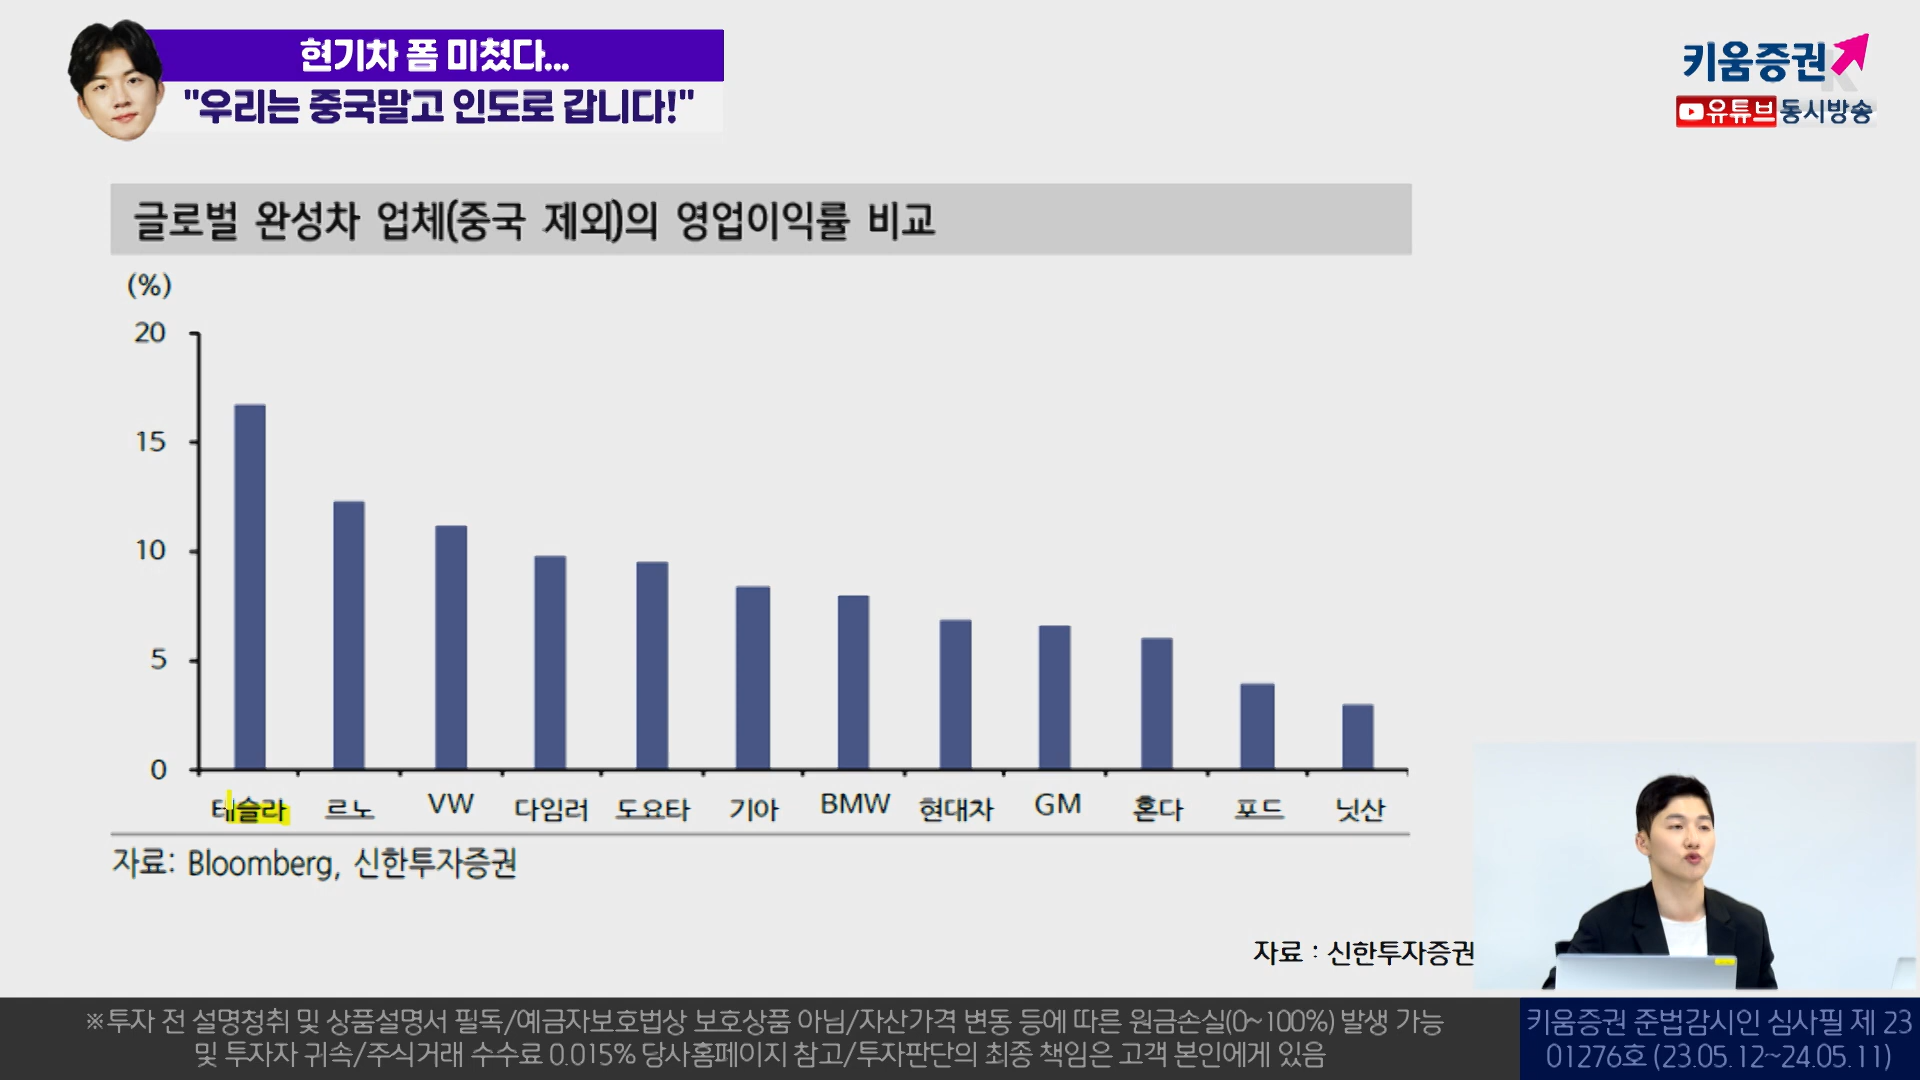 현기차 폼 미쳤다...
"우리는 중국말고 인도로 갑니다!"
키움증권
유튜브 동시방송
글로벌 완성차 업체(중국 제외)의 영업이익률 비교
(%)
20
15
10
5
0
테슬라 르노 VW 다임러 도요타 기아 BMW 현대차 GM 혼다 포드 닛산
자료: Bloomberg, 신한투자증권
자료 : 신한투자증권
※투자 전 설명청취 및 상품설명서 필독/예금자보호법상 보호상품 아님/자산가격 변동 등에 따른 원금손실(0~100%) 발생 가능
및 투자자 귀속/주식거래 수수료 0.015% 당사홈페이지 참고/투자판단의 최종 책임은 고객 본인에게 있음
키움증권 준법감시인 심사필 제 23
01276호 (23.05.12~24.05.11)